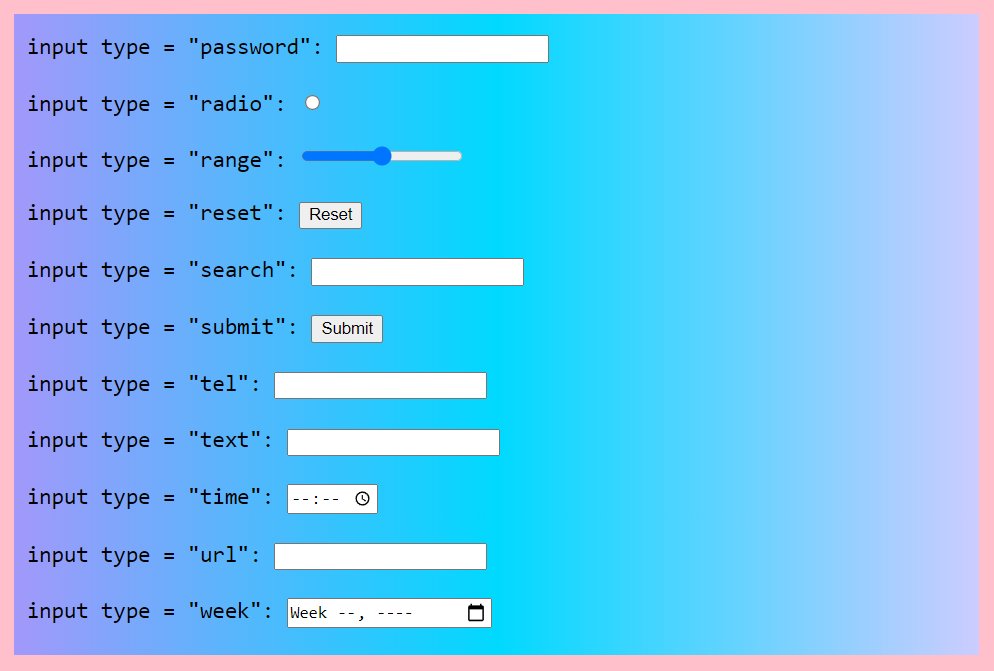 input type = "password":
input type = "radio":
input type = "range":
input type = "reset": Reset
input type = "search":
input type = "submit": Submit
input type = "tel":
input type = "text":
input type = "time": --:--
input type = "url":
input type = "week": Week --, ----